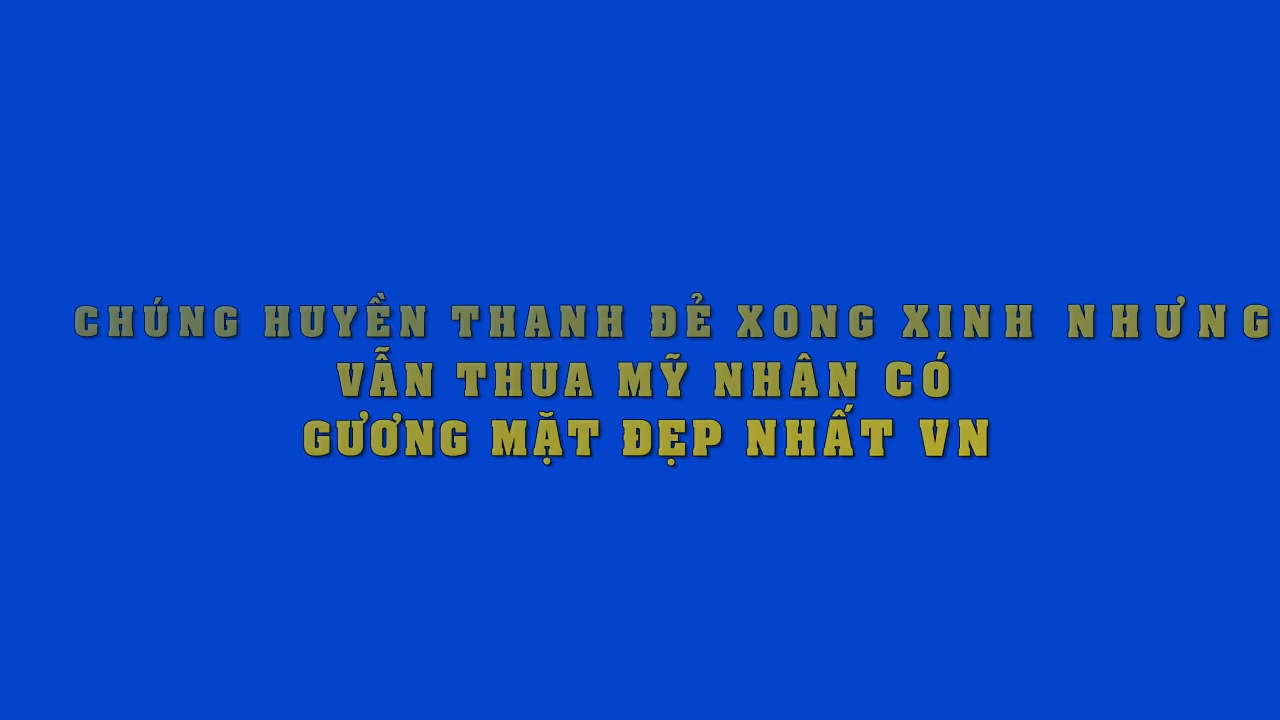 CHÚNG HUYỀN THANH ĐẺ XONG XINH NHƯNG
VẪN THUA MỸ NHÂN CÓ
GƯƠNG MẶT ĐẸP NHẤT VN